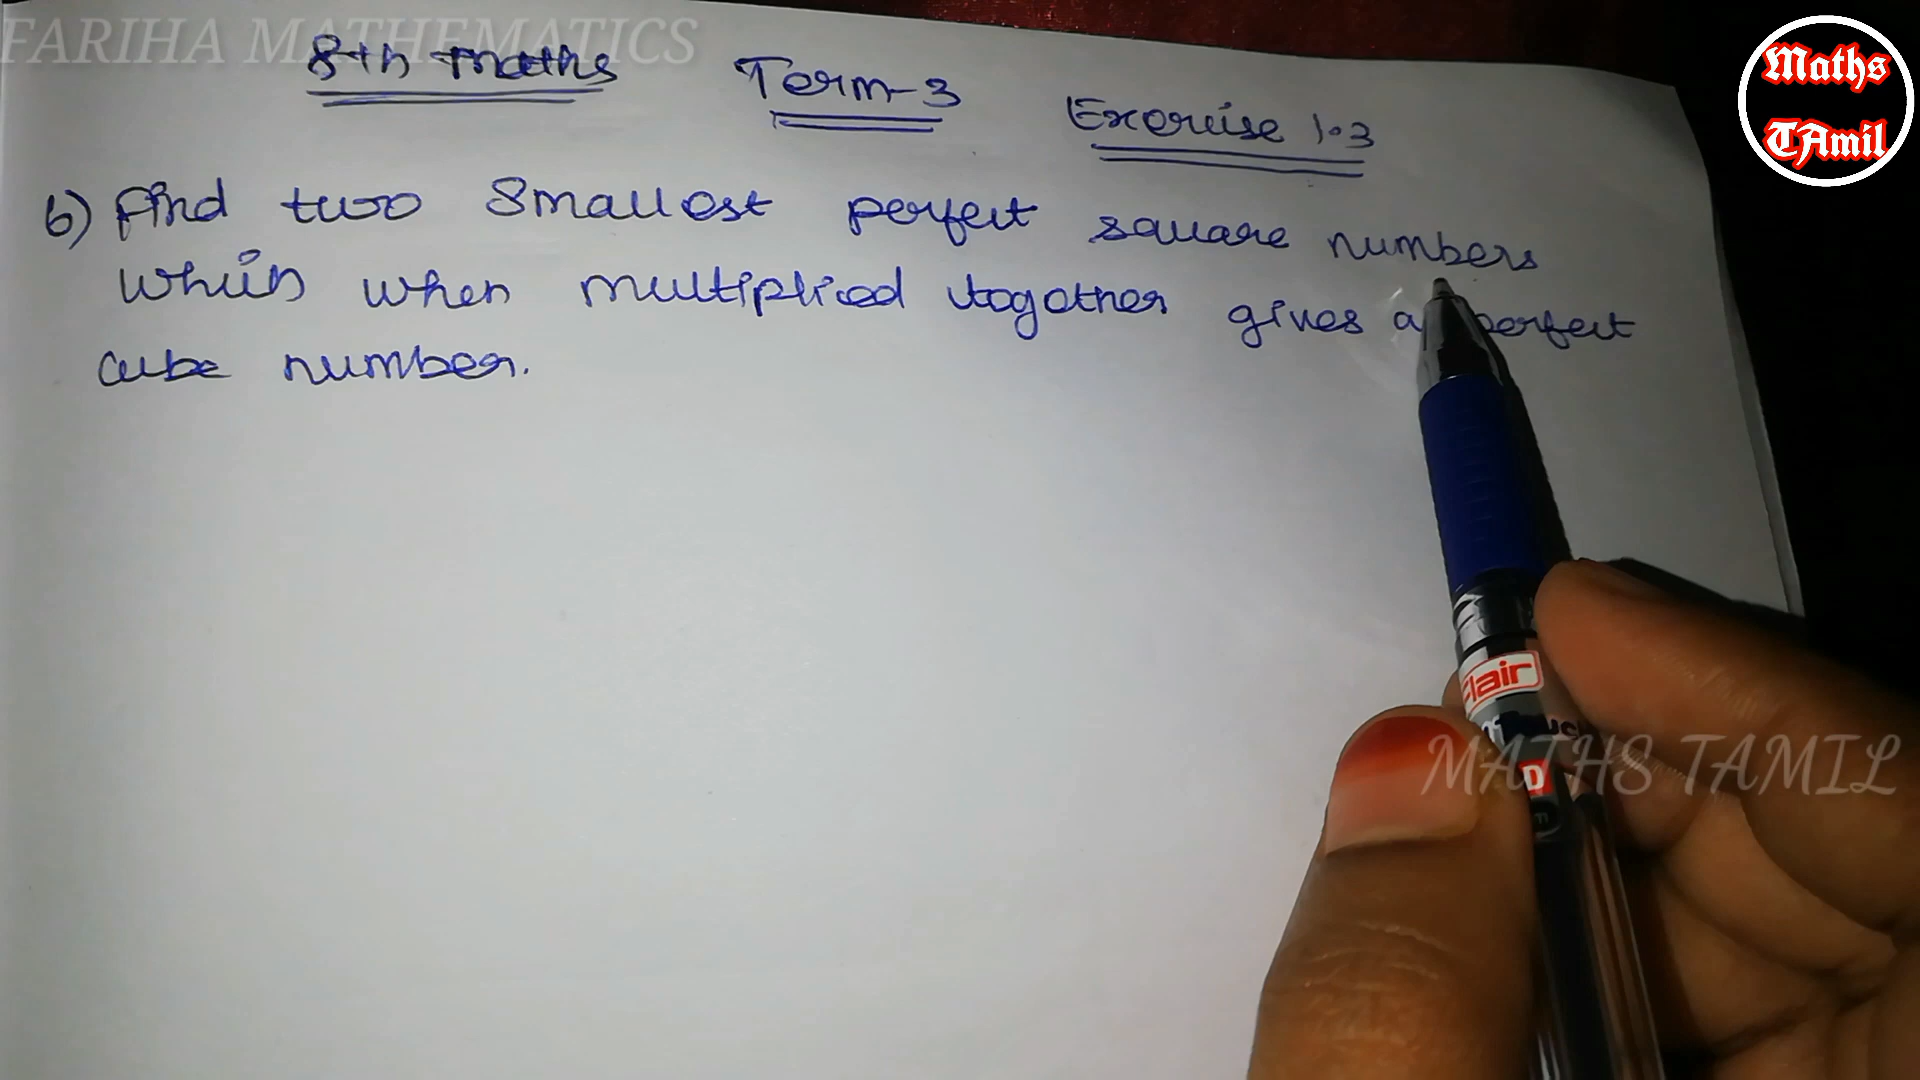 FARIHA MATHEMATICS
8th maths Term-3 Exercise 1.3
Maths
TAmil
6) Find two smallest perfect square numbers
which when multiplied together gives a perfect
cube number.
Flair
MATHS TAMIL
D